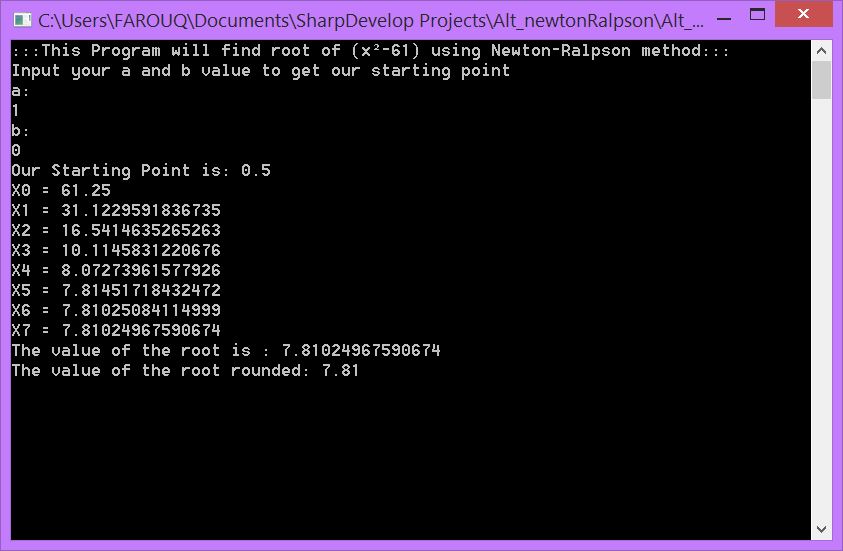 C:\Users\FAROUQ\Documents\SharpDevelop Projects\Alt_newtonRalpson\Alt_...
:::This Program will find root of (x²-61) using Newton-Ralpson method:::
Input your a and b value to get our starting point
a:
1
b:
0
Our Starting Point is: 0.5
X0 = 61.25
X1 = 31.1229591836735
X2 = 16.5414635265263
X3 = 10.1145831220676
X4 = 8.07273961577926
X5 = 7.81451718432472
X6 = 7.81025084114999
X7 = 7.81024967590674
The value of the root is : 7.81024967590674
The value of the root rounded: 7.81